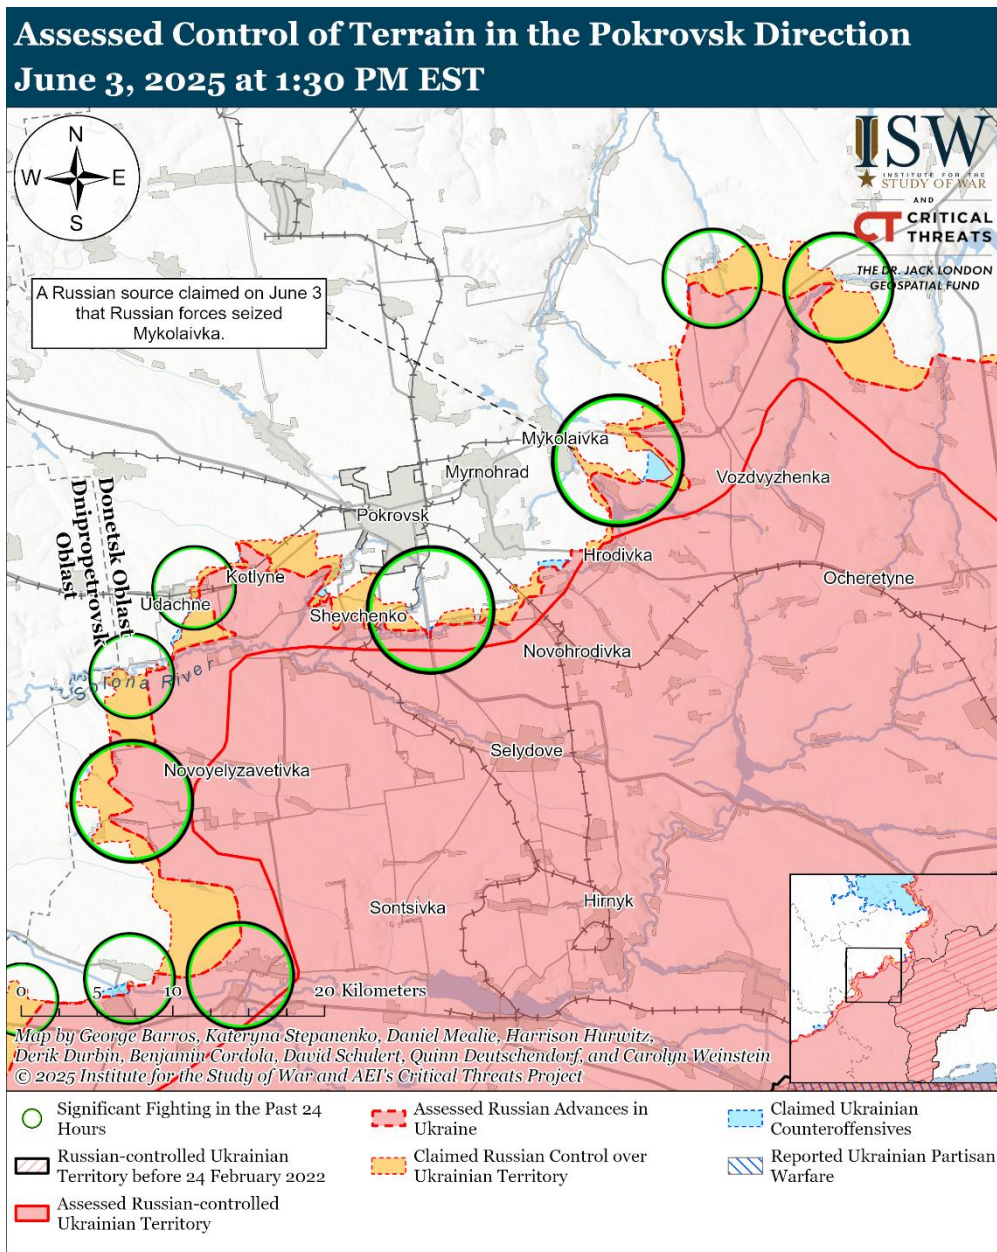 Assessed Control of Terrain in the Pokrovsk Direction
June 3, 2025 at 1:30 PM EST
N
W
E
S
ISW
INSTITUTE FOR THE
STUDY OF WAR
AND
CT CRITICAL
THREATS
THE DR. JACK LONDON
GEOSPATIAL FUND
A Russian source claimed on June 3
that Russian forces seized
Mykolaivka.
Mykolaivka
Myrnohrad
Vozdvyzhenka
Pokrovsk
Donetsk Oblast
Dnipropetrovsk
Oblast
Hrodivka
Kotlyne
Ocheretyne
Udachne
Shevchenko
Novohrodivka
Solona River
Selydove
Novoyelyzavetivka
Sontsivka
Hirnyk
0
5
10
20 Kilometers
Map by George Barros, Kateryna Stepanenko, Daniel Mealie, Harrison Hurwitz,
Derik Durbin, Benjamin Cordola, David Schulert, Quinn Deutschendorf, and Carolyn Weinstein
© 2025 Institute for the Study of War and AEI's Critical Threats Project
Significant Fighting in the Past 24
Hours
Russian-controlled Ukrainian
Territory before 24 February 2022
Assessed Russian-controlled
Ukrainian Territory
Assessed Russian Advances in
Ukraine
Claimed Russian Control over
Ukrainian Territory
Claimed Ukrainian
Counteroffensives
Reported Ukrainian Partisan
Warfare